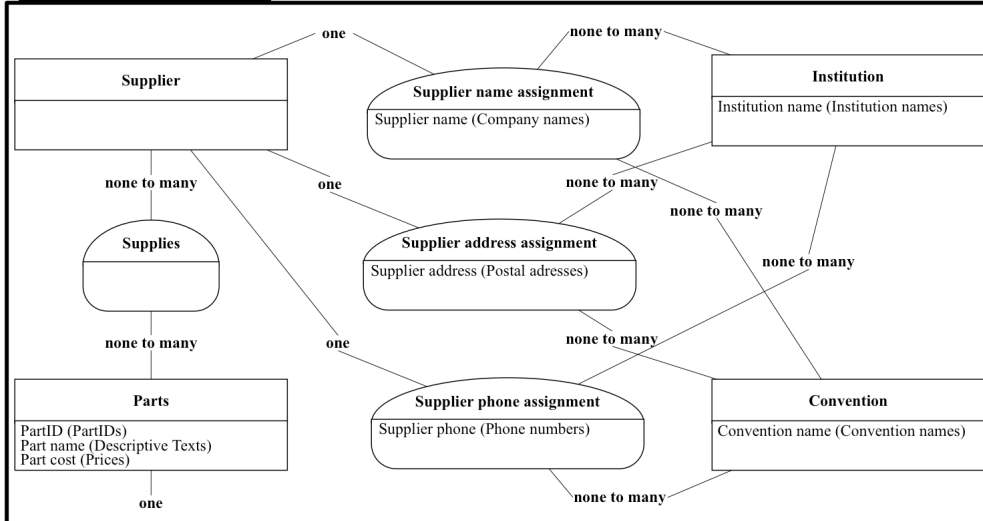 one
none to many
Supplier
Supplier name assignment
Supplier name (Company names)
Institution
Institution name (Institution names)
none to many
one
none to many
none to many
Supplies
Supplier address assignment
Supplier address (Postal adresses)
none to many
none to many
one
none to many
Parts
PartID (PartIDs)
Part name (Descriptive Texts)
Part cost (Prices)
Supplier phone assignment
Supplier phone (Phone numbers)
Convention
Convention name (Convention names)
one
none to many